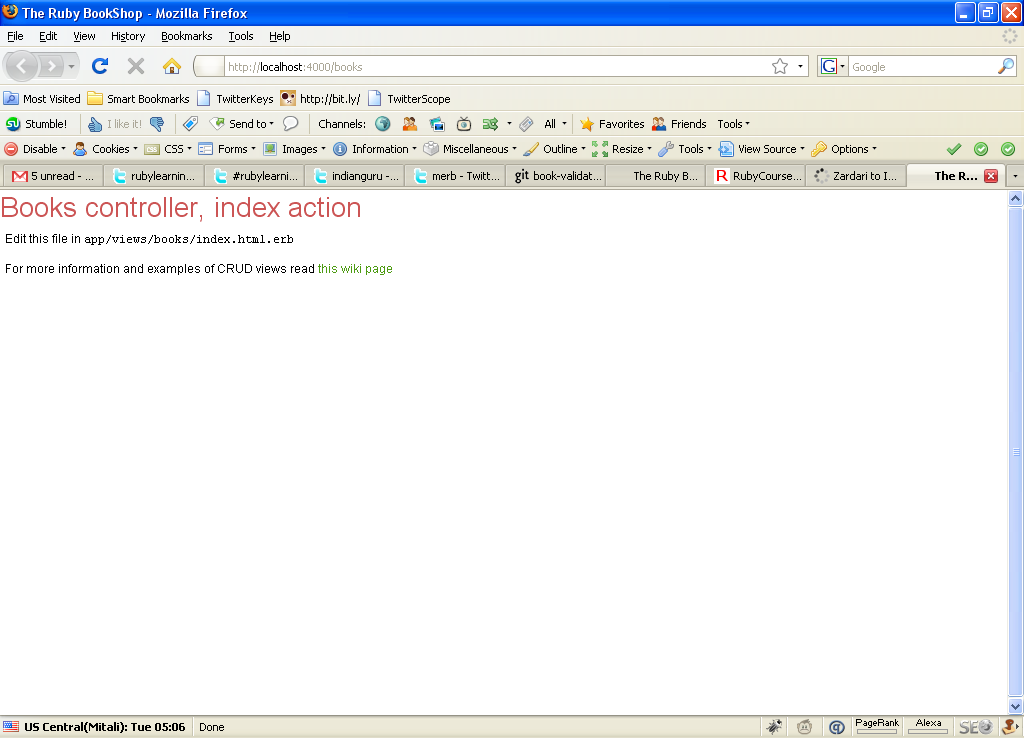 The Ruby BookShop - Mozilla Firefox
File Edit View History Bookmarks Tools Help
http://localhost:4000/books
G Google
Most Visited Smart Bookmarks TwitterKeys http://bit.ly/ TwitterScope
Stumble! I like it! Send to Channels: All Favorites Friends Tools
Disable Cookies CSS Forms Images Information Miscellaneous Outline Resize Tools View Source Options
5 unread - ... rubylearnin... #rubylearni... indianguru -... merb - Twitt... git book-validat... The Ruby B... R RubyCourse... Zardari to I... The R...
Books controller, index action
Edit this file in app/views/books/index.html.erb
For more information and examples of CRUD views read this wiki page
US Central(Mitali): Tue 05:06 Done PageRank Alexa SEO